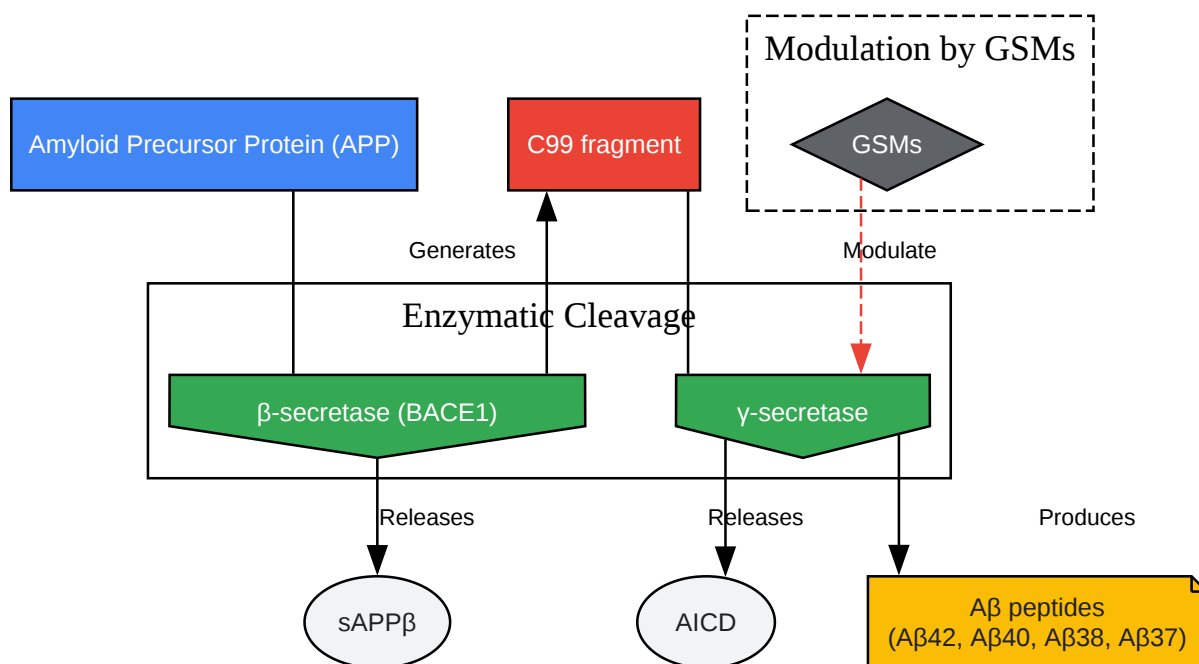 Modulation by GSMs
Amyloid Precursor Protein (APP)
C99 fragment
GSMs
Generates
Modulate
Enzymatic Cleavage
β-secretase (BACE1)
γ-secretase
Releases
Releases
Produces
sAPPβ
AICD
Aβ peptides
(Aβ42, Aβ40, Aβ38, Aβ37)